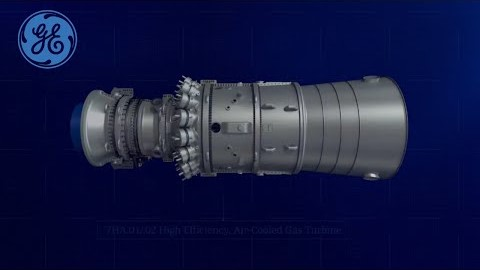 GE
7HA.01/02 High Efficiency, Air-Cooled Gas Turbine